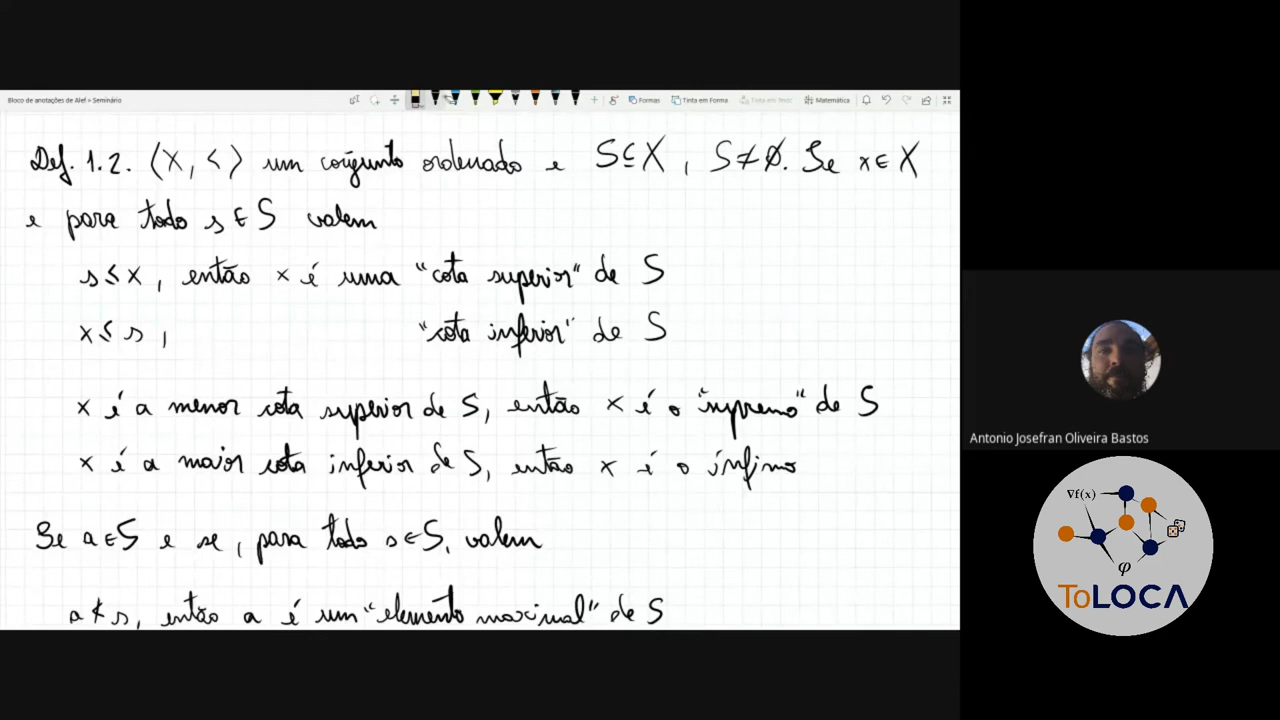 Bloco de anotações de Alef > Seminário
Formas Tinta em Forma Tinta em Texto Matemática
Def. 1.2. ⟨X, <⟩ um conjunto ordenado e S⊆X, S≠∅. Se x∈X
e para todo s∈S valem
s≤x, então x é uma "cota superior" de S
x≤s, "cota inferior" de S
x é a menor cota superior de S, então x é o "supremo" de S
x é a maior cota inferior de S, então x é o ínfimo
Se a∈S e se, para todo s∈S, valem
a≮s, então a é um "elemento maximal" de S
Antonio Josefran Oliveira Bastos
∇f(x)
φ
ToLOCA